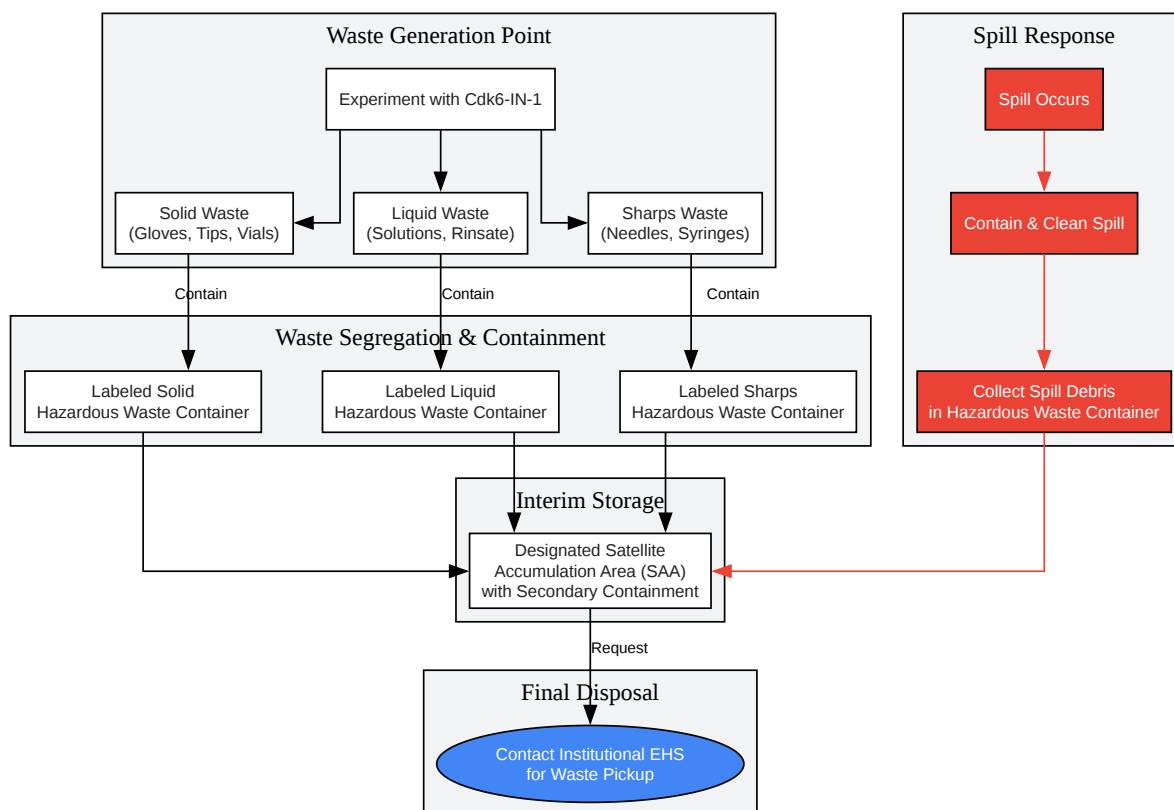 Waste Generation Point
Experiment with Cdk6-IN-1
Solid Waste
(Gloves, Tips, Vials)
Liquid Waste
(Solutions, Rinsate)
Sharps Waste
(Needles, Syringes)
Contain
Contain
Contain
Waste Segregation & Containment
Labeled Solid
Hazardous Waste Container
Labeled Liquid
Hazardous Waste Container
Labeled Sharps
Hazardous Waste Container
Spill Response
Spill Occurs
Contain & Clean Spill
Collect Spill Debris
in Hazardous Waste Container
Interim Storage
Designated Satellite
Accumulation Area (SAA)
with Secondary Containment
Request
Final Disposal
Contact Institutional EHS
for Waste Pickup